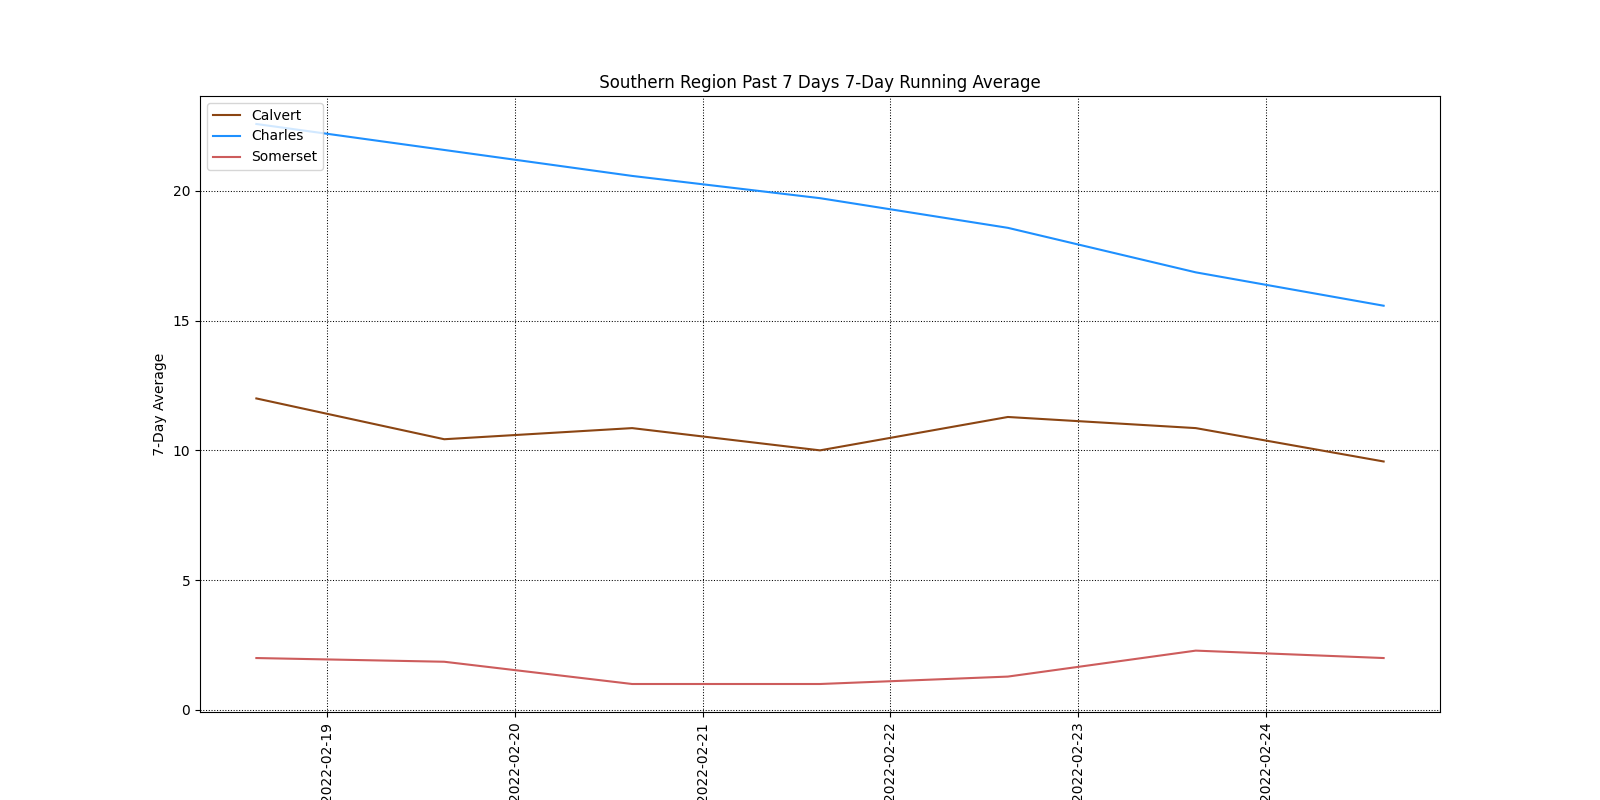 Southern Region Past 7 Days 7-Day Running Average
Calvert
Charles
Somerset
7-Day Average
20
15
10
5
0
2022-02-19
2022-02-20
2022-02-21
2022-02-22
2022-02-23
2022-02-24